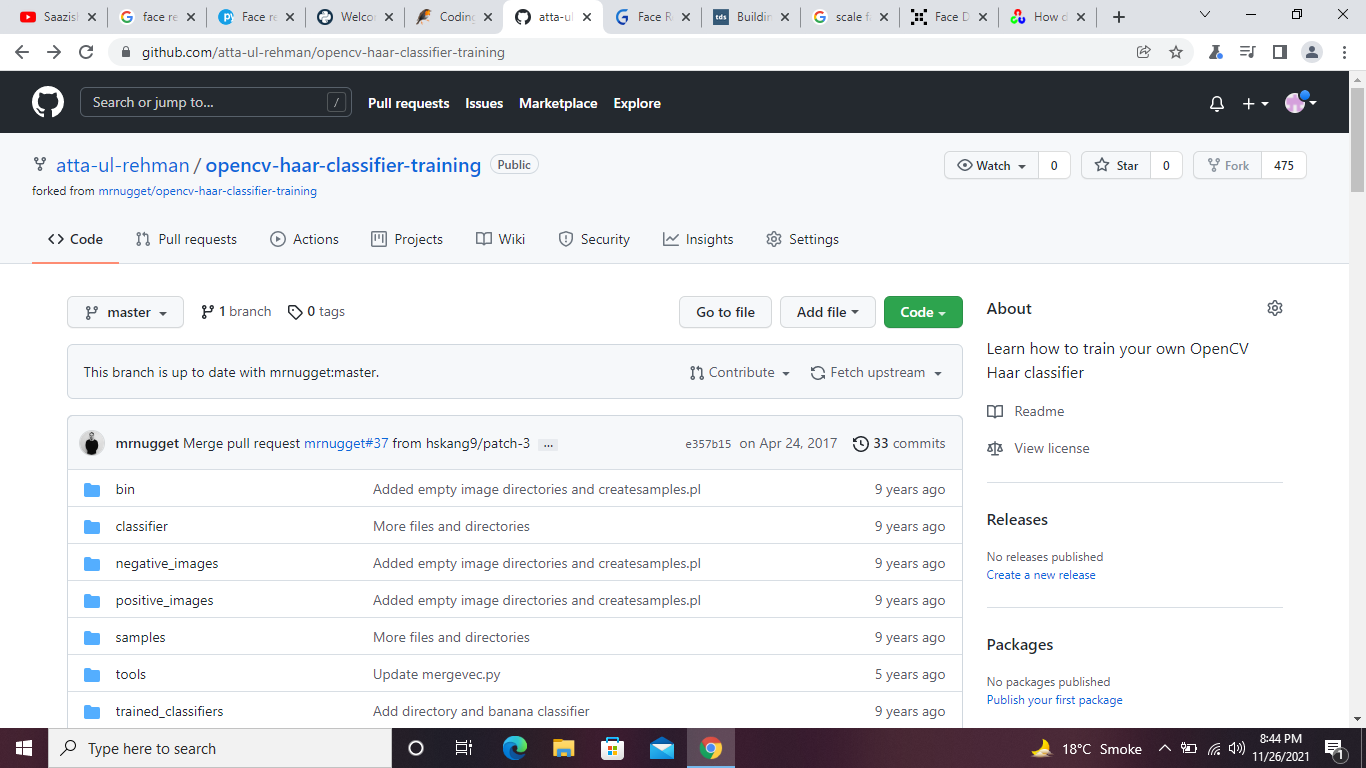 Saazis
face re
Face re
Welco
Coding
atta-ul
Face R
Buildin
scale fa
Face D
How d
github.com/atta-ul-rehman/opencv-haar-classifier-training
Search or jump to... /
Pull requests Issues Marketplace Explore
atta-ul-rehman / opencv-haar-classifier-training Public
Watch 0 Star 0 Fork 475
forked from mrnugget/opencv-haar-classifier-training
Code Pull requests Actions Projects Wiki Security Insights Settings
master 1 branch 0 tags Go to file Add file Code
This branch is up to date with mrnugget:master. Contribute Fetch upstream
mrnugget Merge pull request mrnugget#37 from hskang9/patch-3 ... e357b15 on Apr 24, 2017 33 commits
bin Added empty image directories and createsamples.pl 9 years ago
classifier More files and directories 9 years ago
negative_images Added empty image directories and createsamples.pl 9 years ago
positive_images Added empty image directories and createsamples.pl 9 years ago
samples More files and directories 9 years ago
tools Update mergevec.py 5 years ago
trained_classifiers Add directory and banana classifier 9 years ago
About
Learn how to train your own OpenCV
Haar classifier
Readme
View license
Releases
No releases published
Create a new release
Packages
No packages published
Publish your first package
Type here to search
18°C Smoke
8:44 PM
11/26/2021
1